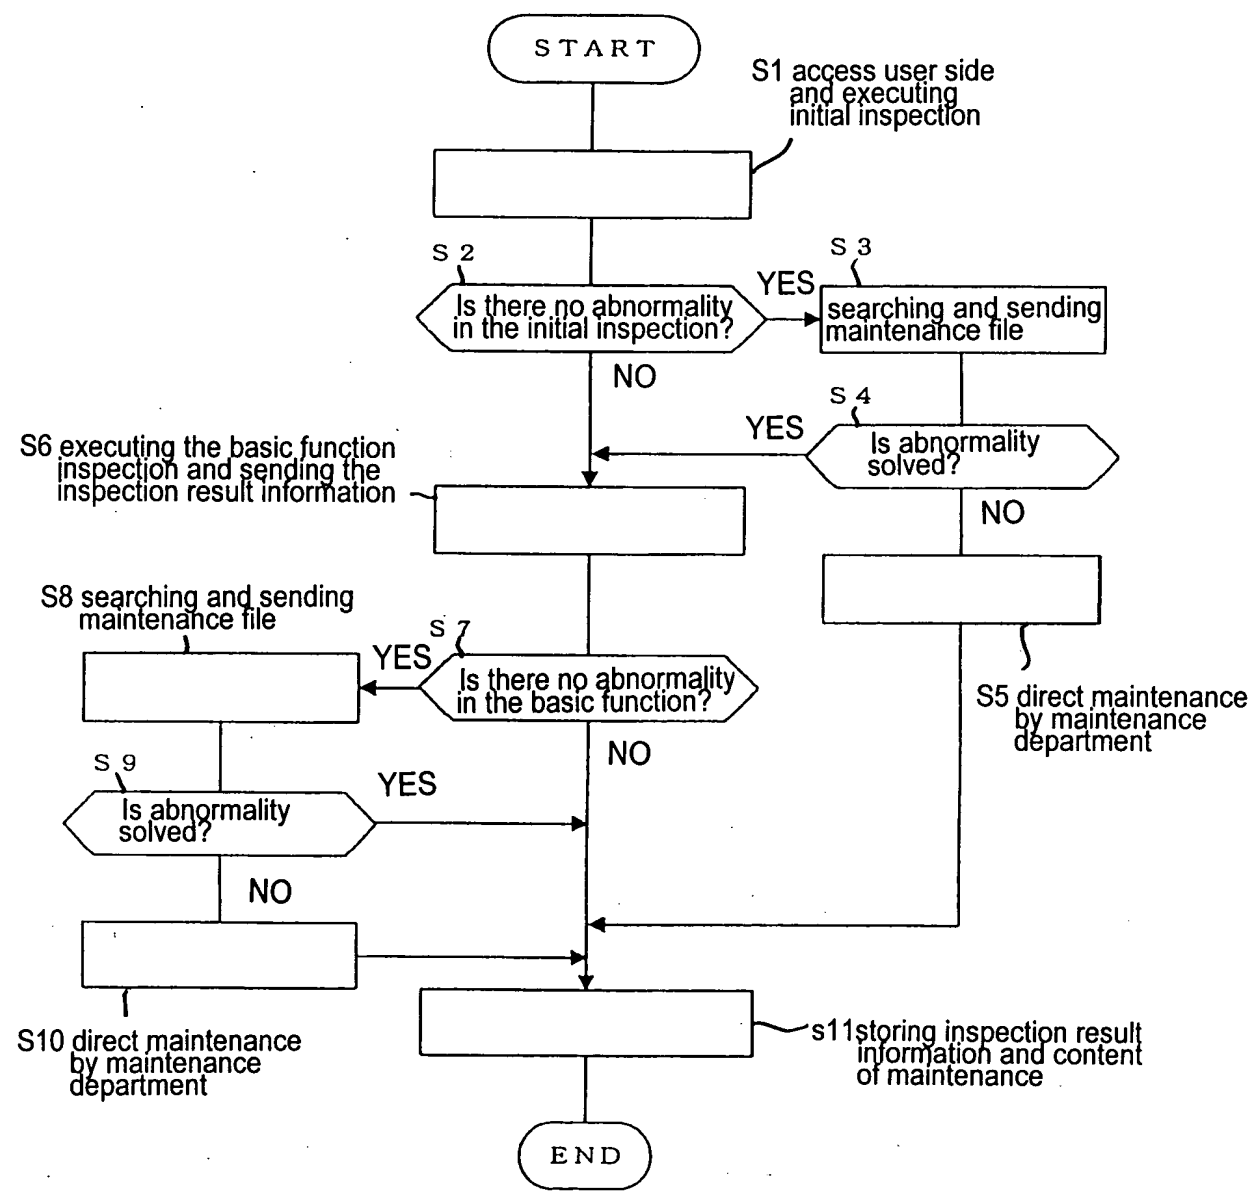 START
S1 access user side
and executing
initial inspection
S 2
Is there no abnormality
in the initial inspection?
YES
S 3
searching and sending
maintenance file
NO
S 4
YES
Is abnormality
solved?
S6 executing the basic function
inspection and sending the
inspection result information
NO
S8 searching and sending
maintenance file
S 7
YES
Is there no abnormality
in the basic function?
S5 direct maintenance
by maintenance
department
NO
S 9
YES
Is abnormality
solved?
NO
S10 direct maintenance
by maintenance
department
s11storing inspection result
information and content
of maintenance
END